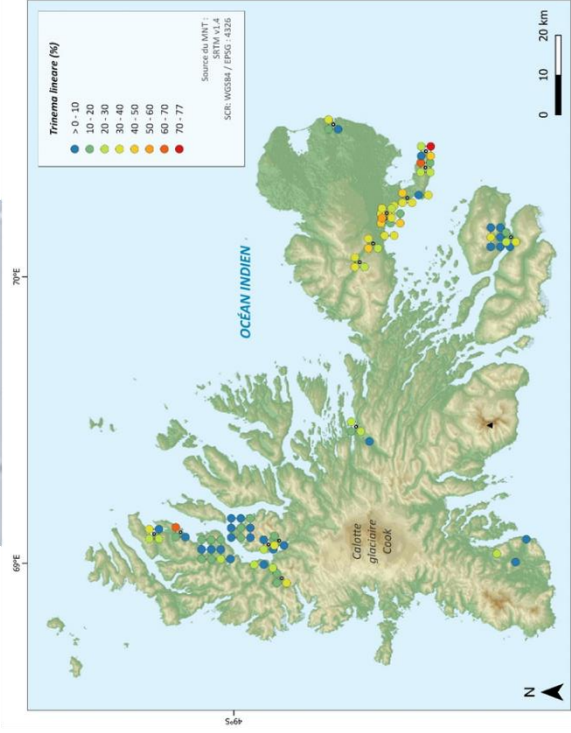 Trinema lineare (%)
> 0 - 10
10 - 20
20 - 30
30 - 40
40 - 50
50 - 60
60 - 70
70 - 77
Source du MNT :
SRTM v1.4
SCR: WGS84 / EPSG : 4326
0 10 20 km
OCÉAN INDIEN
70°E
69°E
49°S
Calotte
glaciaire
Cook
N